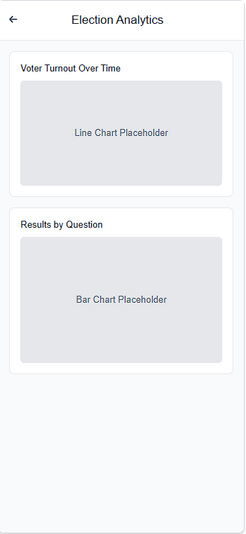 Election Analytics
Voter Turnout Over Time
Line Chart Placeholder
Results by Question
Bar Chart Placeholder